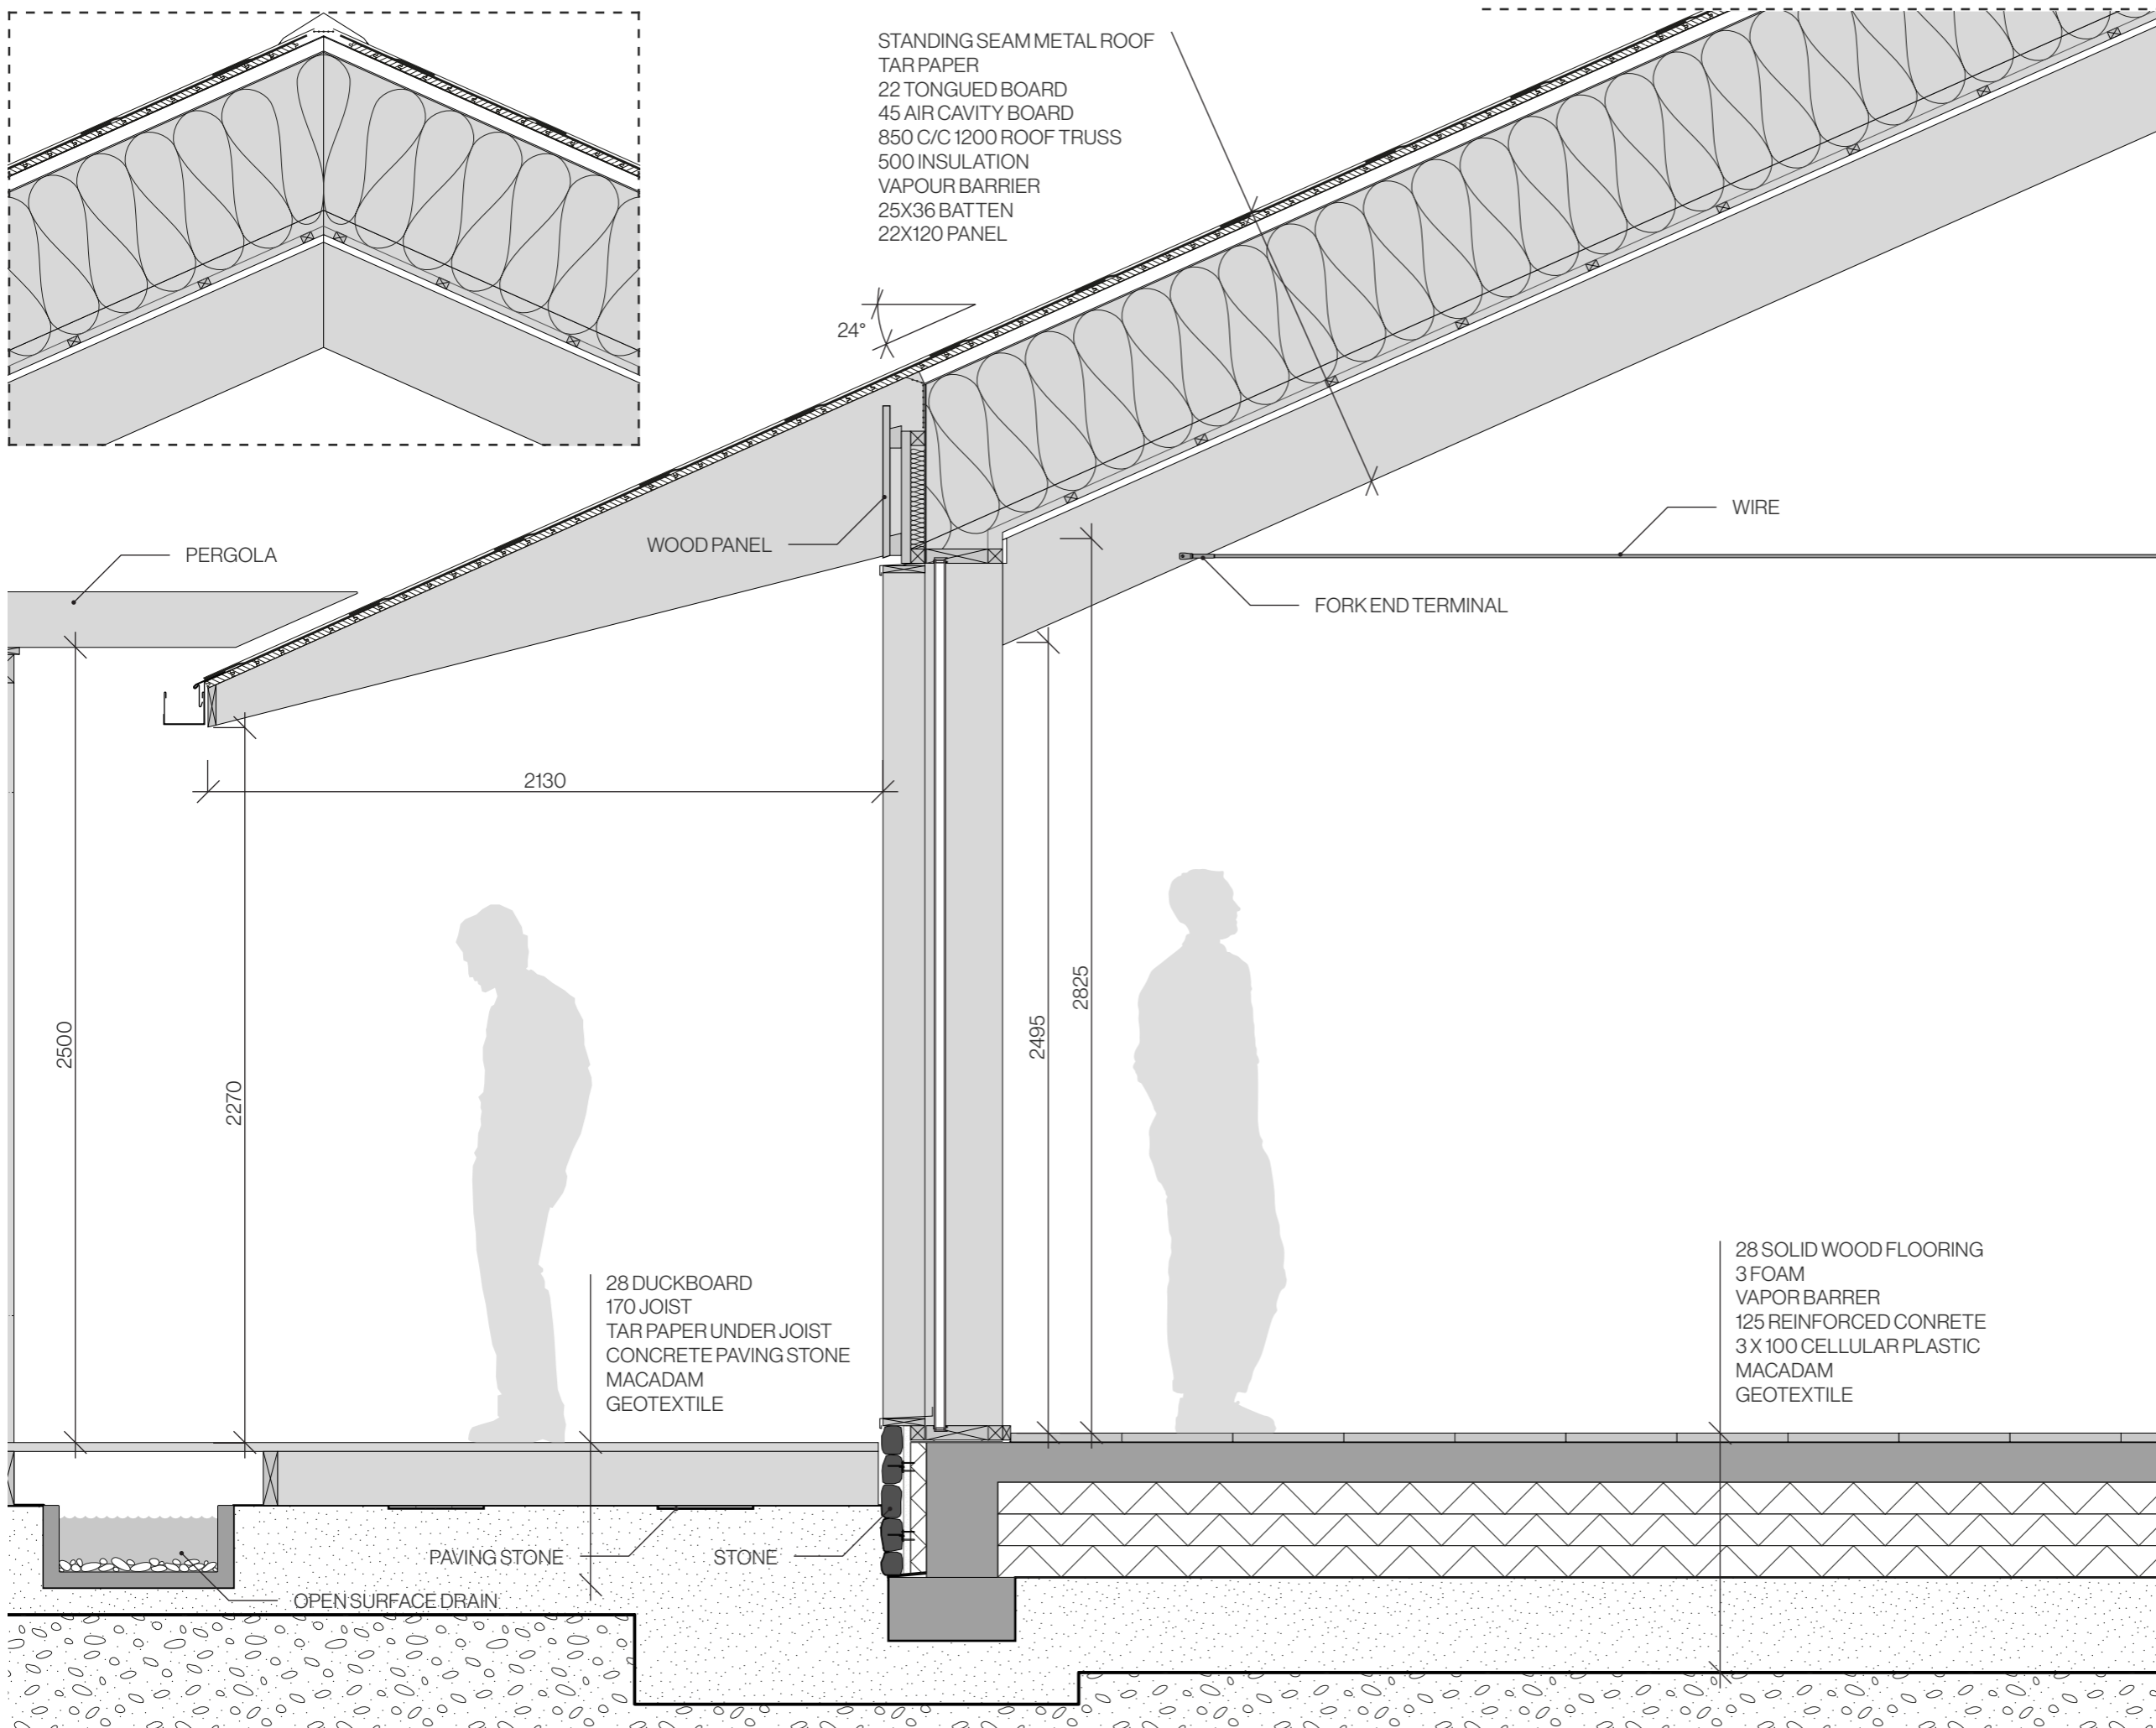 STANDING SEAM METAL ROOF
TAR PAPER
22 TONGUED BOARD
45 AIR CAVITY BOARD
850 C/C 1200 ROOF TRUSS
500 INSULATION
VAPOUR BARRIER
25X36 BATTEN
22X120 PANEL
24°
WIRE
WOOD PANEL
PERGOLA
FORK END TERMINAL
2130
2500
2270
2495
2825
28 DUCKBOARD
170 JOIST
TAR PAPER UNDER JOIST
CONCRETE PAVING STONE
MACADAM
GEOTEXTILE
28 SOLID WOOD FLOORING
3 FOAM
VAPOR BARRER
125 REINFORCED CONRETE
3 X 100 CELLULAR PLASTIC
MACADAM
GEOTEXTILE
PAVING STONE
STONE
OPEN SURFACE DRAIN